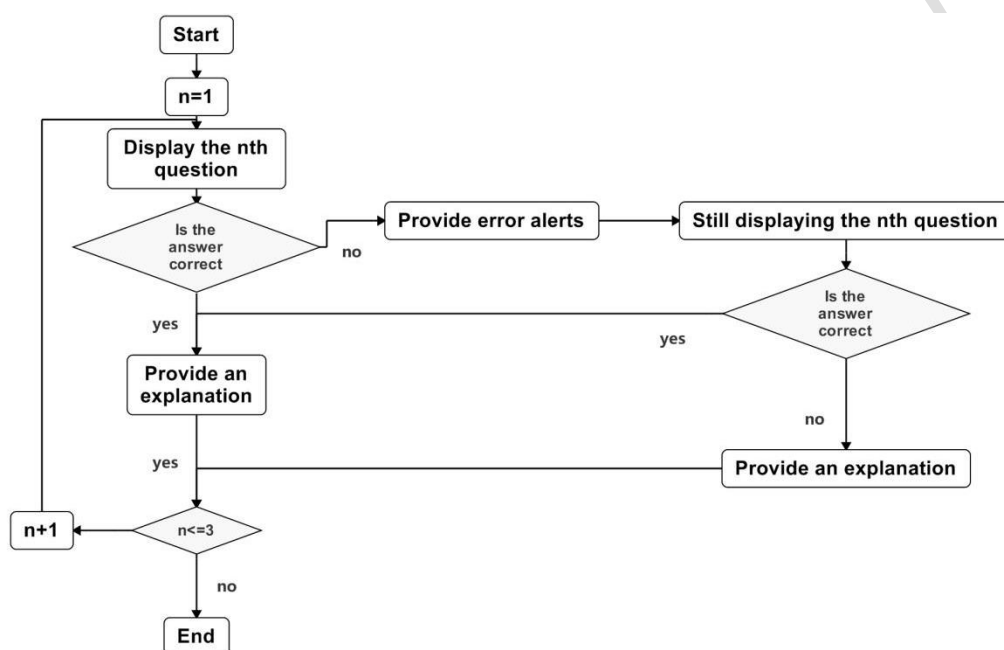 Start
n=1
Display the nth
question
Is the
answer
correct
no
Provide error alerts
Still displaying the nth question
Is the
answer
correct
yes
yes
Provide an
explanation
no
yes
Provide an explanation
n+1
n<=3
no
End